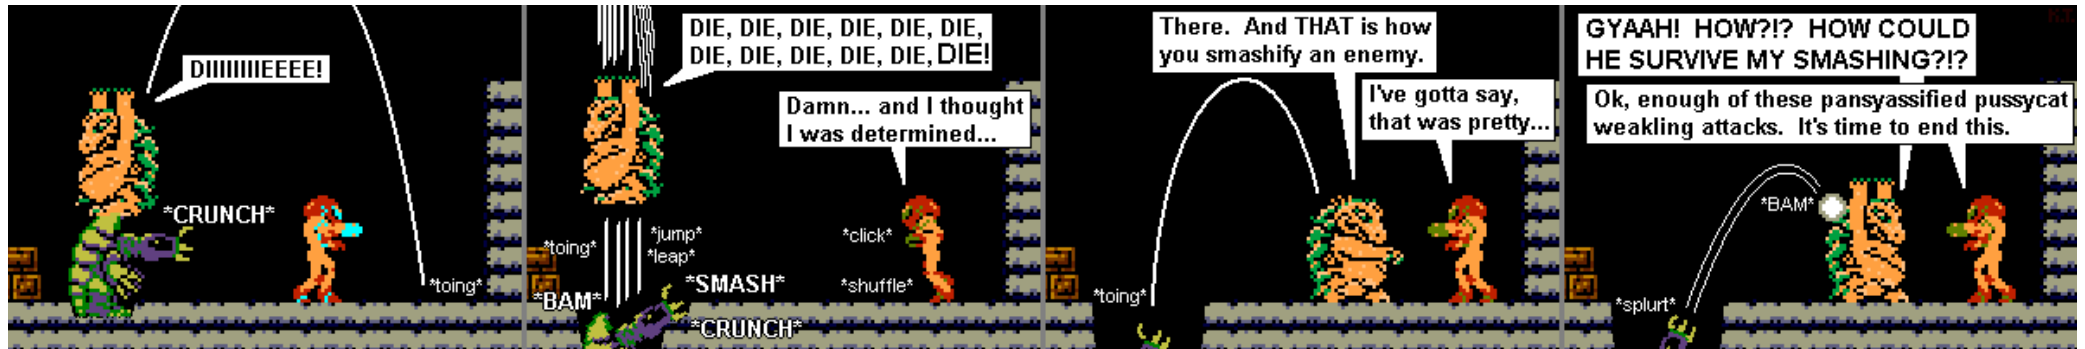 DIIIIIIIIEEEE!
*CRUNCH*
*toing*
DIE, DIE, DIE, DIE, DIE, DIE,
DIE, DIE, DIE, DIE, DIE, DIE!
Damn... and I thought
I was determined...
*toing*
*jump*
*leap*
*click*
*SMASH*
*shuffle*
*BAM*
*CRUNCH*
There.  And THAT is how
you smashify an enemy.
I've gotta say,
that was pretty...
*toing*
GYAAH!  HOW?!?  HOW COULD
HE SURVIVE MY SMASHING?!?
Ok, enough of these pansyassified pussycat
weakling attacks.  It's time to end this.
*BAM*
*splurt*